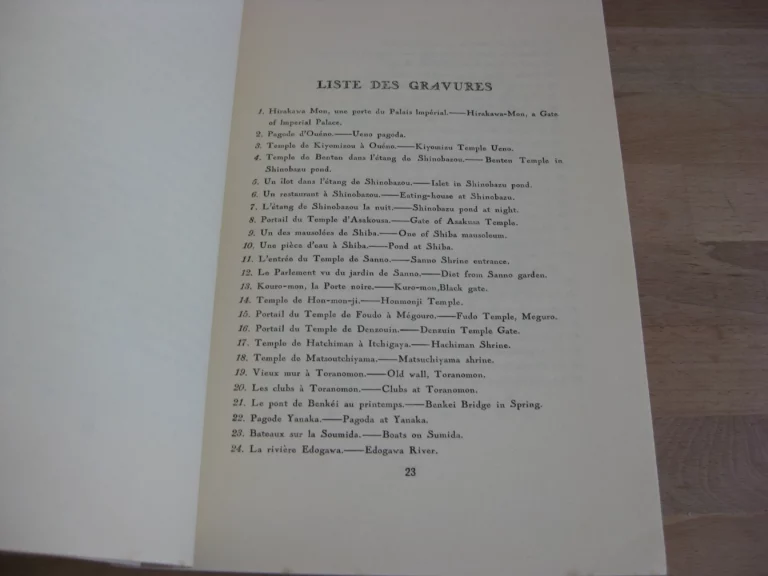 LISTE DES GRAVURES
1. Hirakawa Mon, une porte du Palais Impérial.——Hirakawa-Mon, a Gate
of Imperial Palace.
2. Pagode d'Ouéno.——Ueno pagoda.
3. Temple de Kiyomizou à Ouéno.——Kiyomizu Temple Ueno.
4. Temple de Benten dans l'étang de Shinobazou.——Benten Temple in
Shinobazu pond.
5. Un îlot dans l'étang de Shinobazou.——Islet in Shinobazu pond.
6. Un restaurant à Shinobazou.——Eating-house at Shinobazu.
7. L'étang de Shinobazou la nuit.——Shinobazu pond at night.
8. Portail du Temple d'Asakousa.——Gate of Asakusa Temple.
9. Un des mausolées de Shiba.——One of Shiba mansoleum.
10. Une pièce d'eau à Shiba.——Pond at Shiba.
11. L'entrée du Temple de Sanno.——Sanno Shrine entrance.
12. Le Parlement vu du jardin de Sanno.——Diet from Sanno garden.
13. Kouro-mon, la Porte noire.——Kuro-mon,Black gate.
14. Temple de Hon-mon-ji.——Honmonji Temple.
15. Portail du Temple de Foudo à Mégouro.——Fudo Temple, Meguro.
16. Portail du Temple de Denzouin.——Denzuin Temple Gate.
17. Temple de Hatchiman à Itchigaya.——Hachiman Shrine.
18. Temple de Matsoutchiyama.——Matsuchiyama shrine.
19. Vieux mur à Toranomon.——Old wall, Toranomon.
20. Les clubs à Toranomon.——Clubs at Toranomon.
21. Le pont de Benkéi au printemps.——Benkei Bridge in Spring.
22. Pagode Yanaka.——Pagoda at Yanaka.
23. Bateaux sur la Soumida.——Boats on Sumida.
24. La rivière Edogawa.——Edogawa River.
23